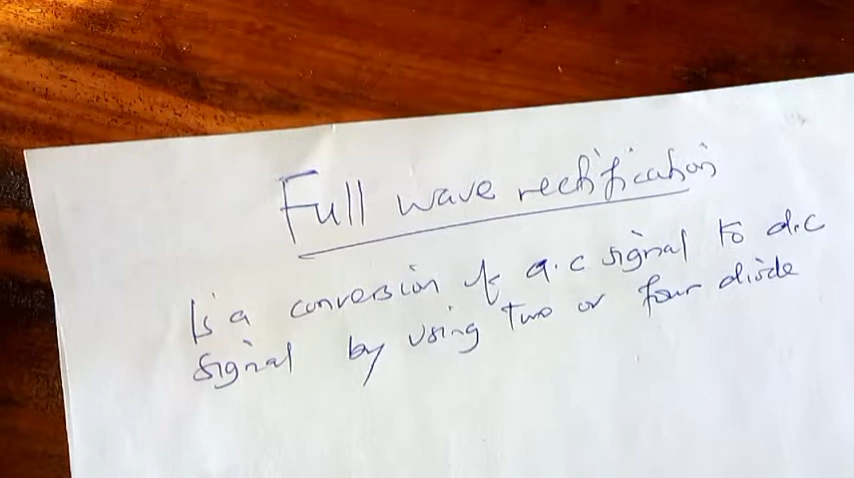 Full wave rectification
Is a conversion of a.c signal to d.c
signal by using two or four diode